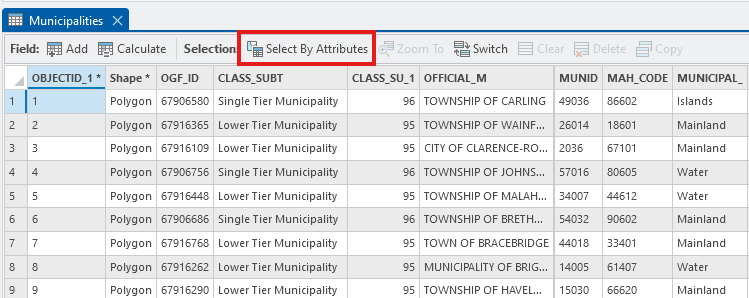 Municipalities
Field: Add Calculate Selection: Select By Attributes Zoom To Switch Clear Delete Copy
OBJECTID_1 * Shape * OGF_ID CLASS_SUBT CLASS_SU_1 OFFICIAL_M MUNID MAH_CODE MUNICIPAL_
1 1 Polygon 67906580 Single Tier Municipality 96 TOWNSHIP OF CARLING 49036 86602 Islands
2 2 Polygon 67916365 Lower Tier Municipality 95 TOWNSHIP OF WAINF... 26014 18601 Mainland
3 3 Polygon 67916109 Lower Tier Municipality 95 CITY OF CLARENCE-RO... 2036 67101 Mainland
4 4 Polygon 67906756 Single Tier Municipality 96 TOWNSHIP OF JOHNS... 57016 80605 Water
5 5 Polygon 67916448 Lower Tier Municipality 95 TOWNSHIP OF MALAH... 34007 44612 Water
6 6 Polygon 67906686 Single Tier Municipality 96 TOWNSHIP OF BRETH... 54032 90602 Mainland
7 7 Polygon 67916768 Lower Tier Municipality 95 TOWN OF BRACEBRIDGE 44018 33401 Mainland
8 8 Polygon 67916262 Lower Tier Municipality 95 MUNICIPALITY OF BRIG... 14005 61407 Water
9 9 Polygon 67916291 Lower Tier Municipality 95 TOWNSHIP OF HAVEL... 15030 66620 Mainland